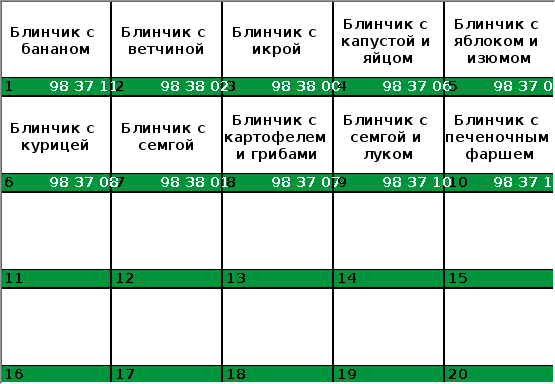 Блинчик с
бананом
Блинчик с
ветчиной
Блинчик с
икрой
Блинчик с
капустой и
яйцом
Блинчик с
яблоком и
изюмом
1 98 37 11
2 98 38 02
3 98 38 00
4 98 37 06
5 98 37 0
Блинчик с
курицей
Блинчик с
семгой
Блинчик с
картофелем
и грибами
Блинчик с
семгой и
луком
Блинчик с
печеночным
фаршем
6 98 37 08
7 98 38 01
8 98 37 07
9 98 37 10
10 98 37 1
11
12
13
14
15
16
17
18
19
20